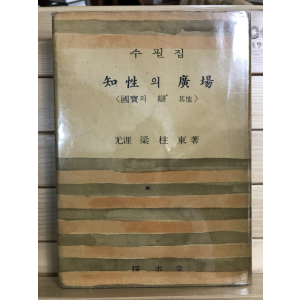 수필집
知性의 廣場
〈國寶의 辯 其他〉
无涯 梁柱東 著
探求堂